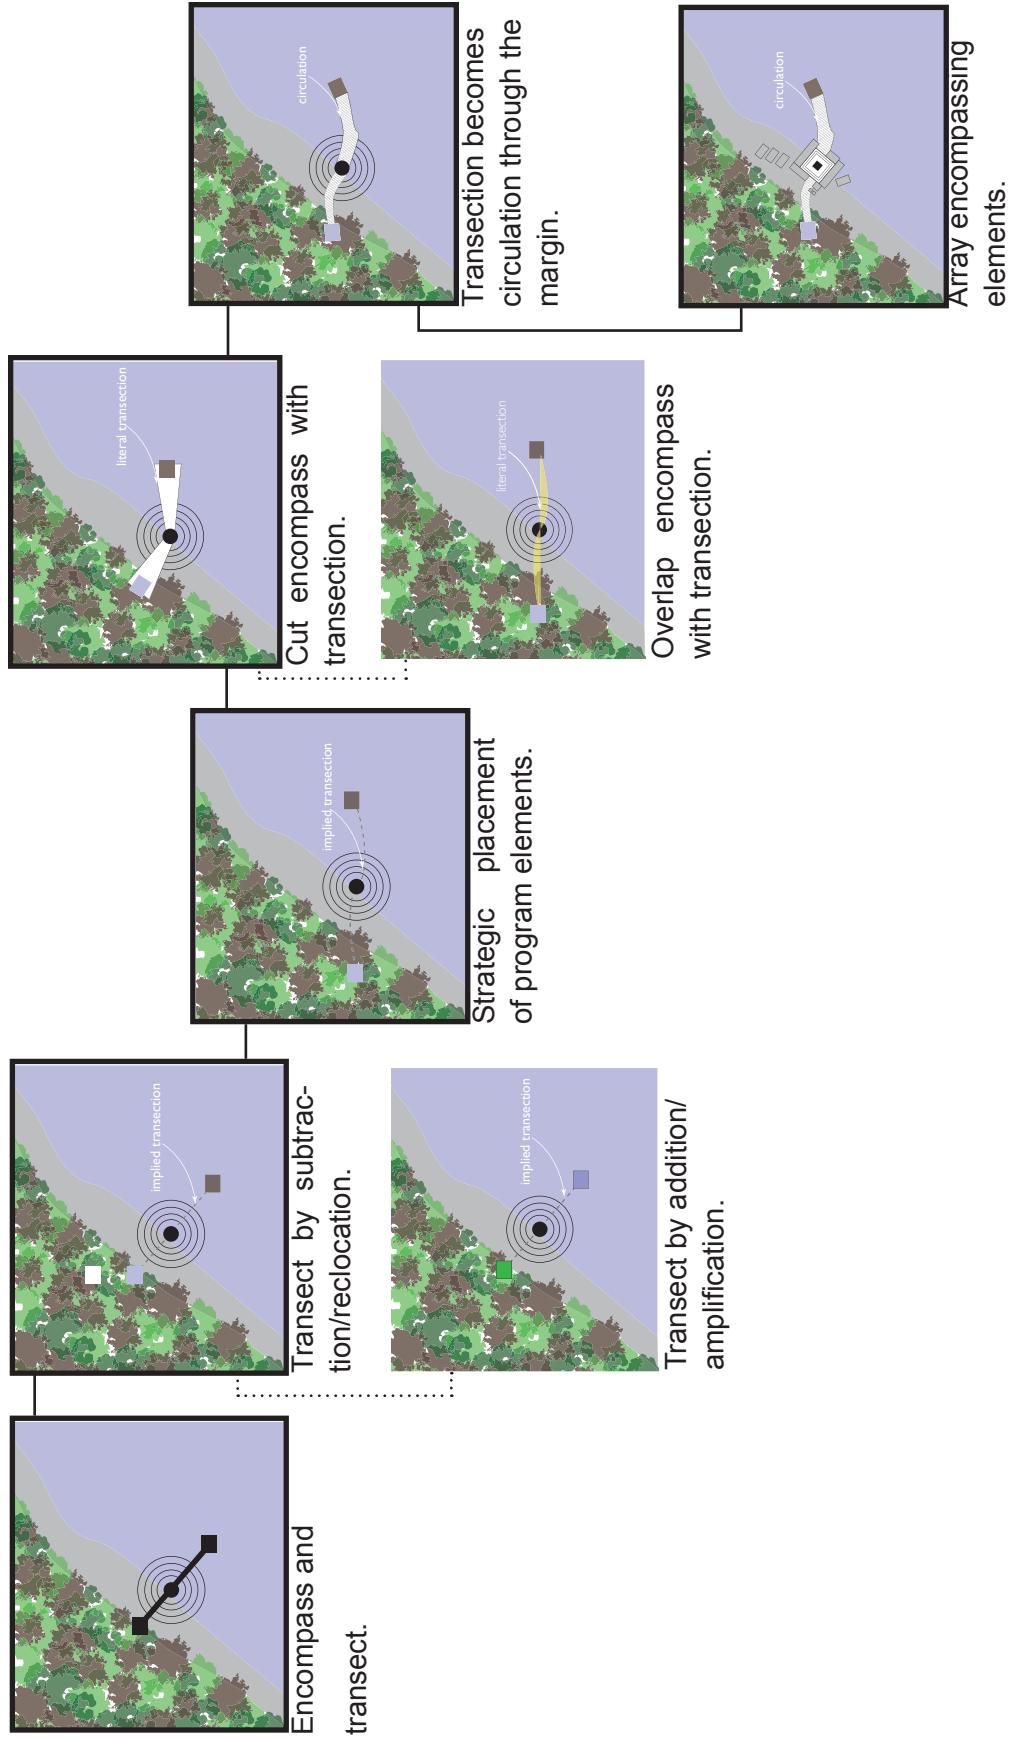 Encompass and
transect.
implied transection
Transect by subtrac-
tion/reclocation.
implied transection
Transect by addition/
amplification.
implied transection
Strategic placement
of program elements.
literal transection
Cut encompass with
transection.
literal transection
Overlap encompass
with transection.
circulation
Transection becomes
circulation through the
margin.
circulation
Array encompassing
elements.